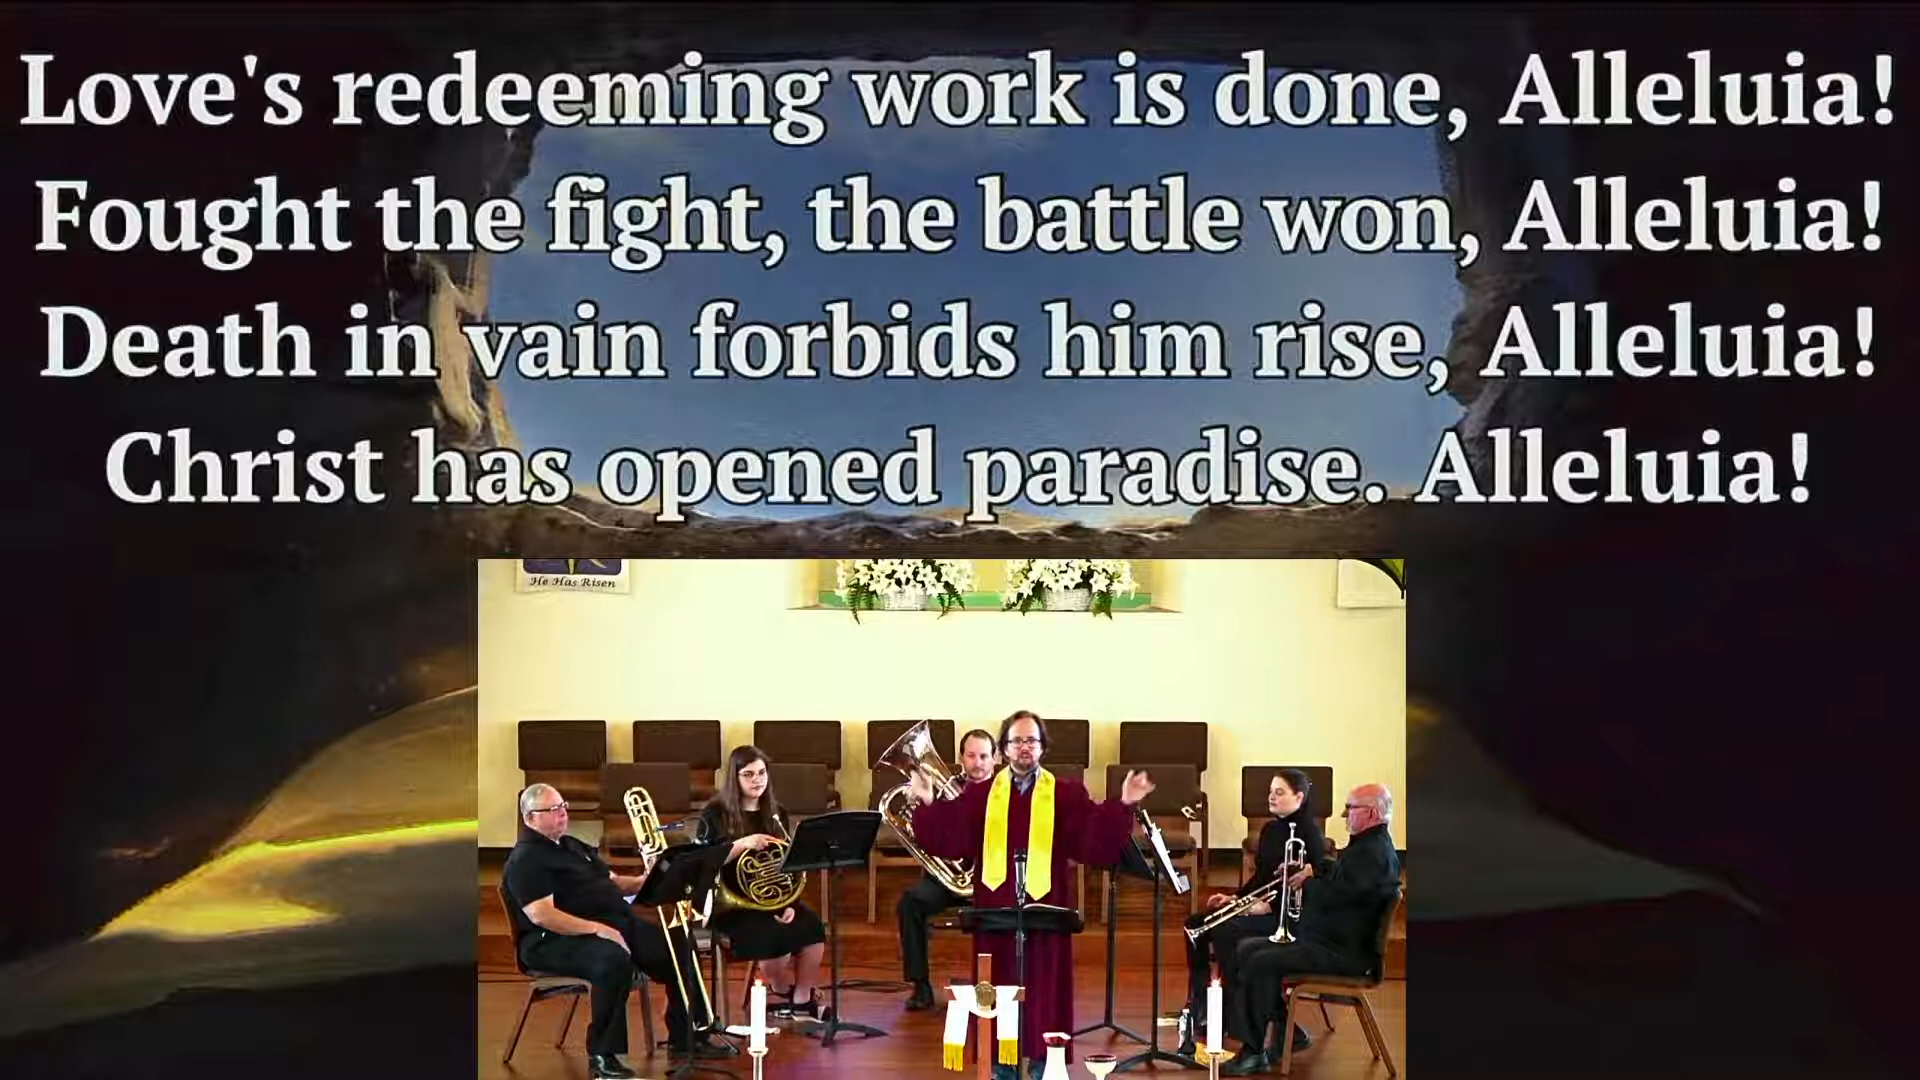 Love's redeeming work is done, Alleluia!
Fought the fight, the battle won, Alleluia!
Death in vain forbids him rise, Alleluia!
Christ has opened paradise. Alleluia!
He Has Risen